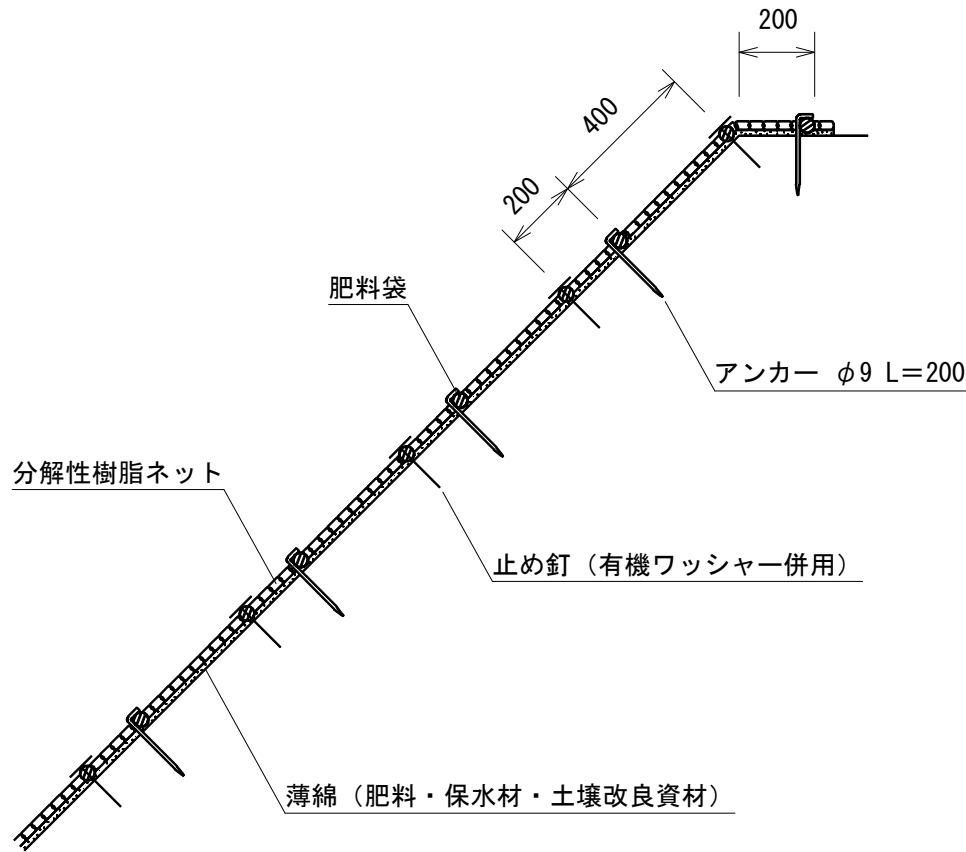 200
400
200
肥料袋
アンカー φ9 L=200
分解性樹脂ネット
止め釘（有機ワッシャー併用）
薄綿（肥料・保水材・土壌改良資材）